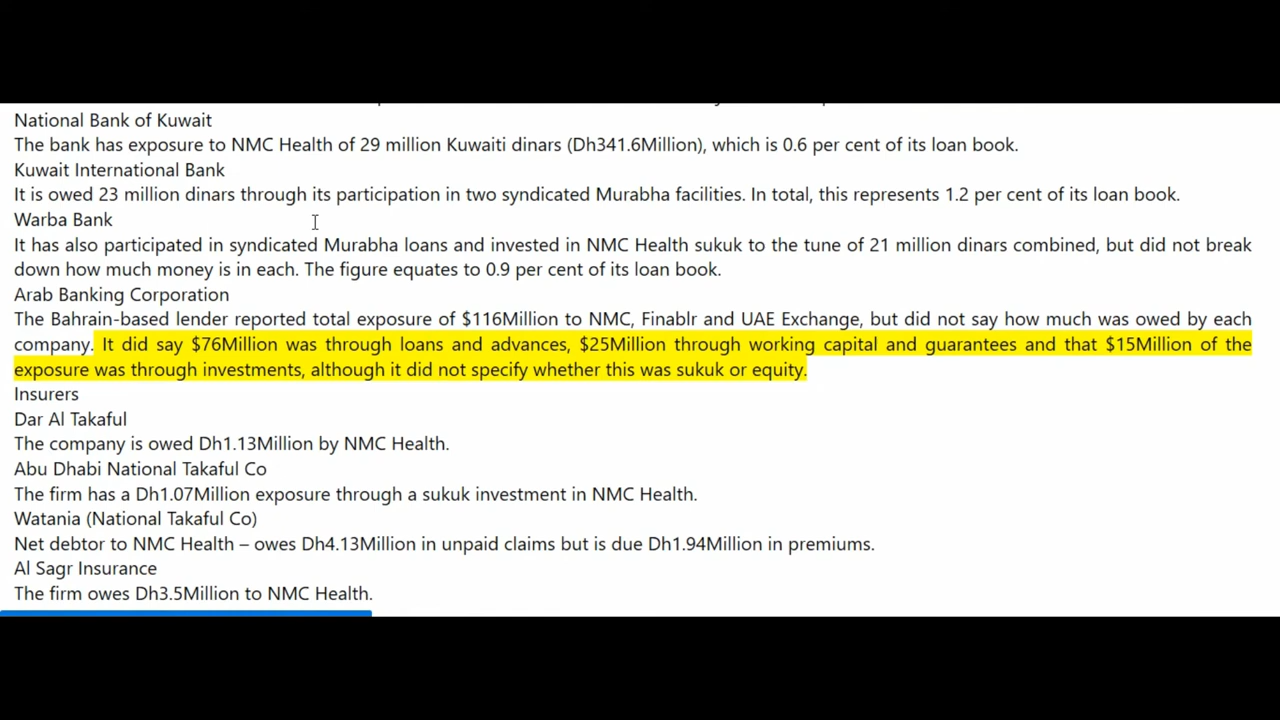 National Bank of Kuwait
The bank has exposure to NMC Health of 29 million Kuwaiti dinars (Dh341.6Million), which is 0.6 per cent of its loan book.
Kuwait International Bank
It is owed 23 million dinars through its participation in two syndicated Murabha facilities. In total, this represents 1.2 per cent of its loan book.
Warba Bank
It has also participated in syndicated Murabha loans and invested in NMC Health sukuk to the tune of 21 million dinars combined, but did not break
down how much money is in each. The figure equates to 0.9 per cent of its loan book.
Arab Banking Corporation
The Bahrain-based lender reported total exposure of $116Million to NMC, Finablr and UAE Exchange, but did not say how much was owed by each
company. It did say $76Million was through loans and advances, $25Million through working capital and guarantees and that $15Million of the
exposure was through investments, although it did not specify whether this was sukuk or equity.
Insurers
Dar Al Takaful
The company is owed Dh1.13Million by NMC Health.
Abu Dhabi National Takaful Co
The firm has a Dh1.07Million exposure through a sukuk investment in NMC Health.
Watania (National Takaful Co)
Net debtor to NMC Health – owes Dh4.13Million in unpaid claims but is due Dh1.94Million in premiums.
Al Sagr Insurance
The firm owes Dh3.5Million to NMC Health.